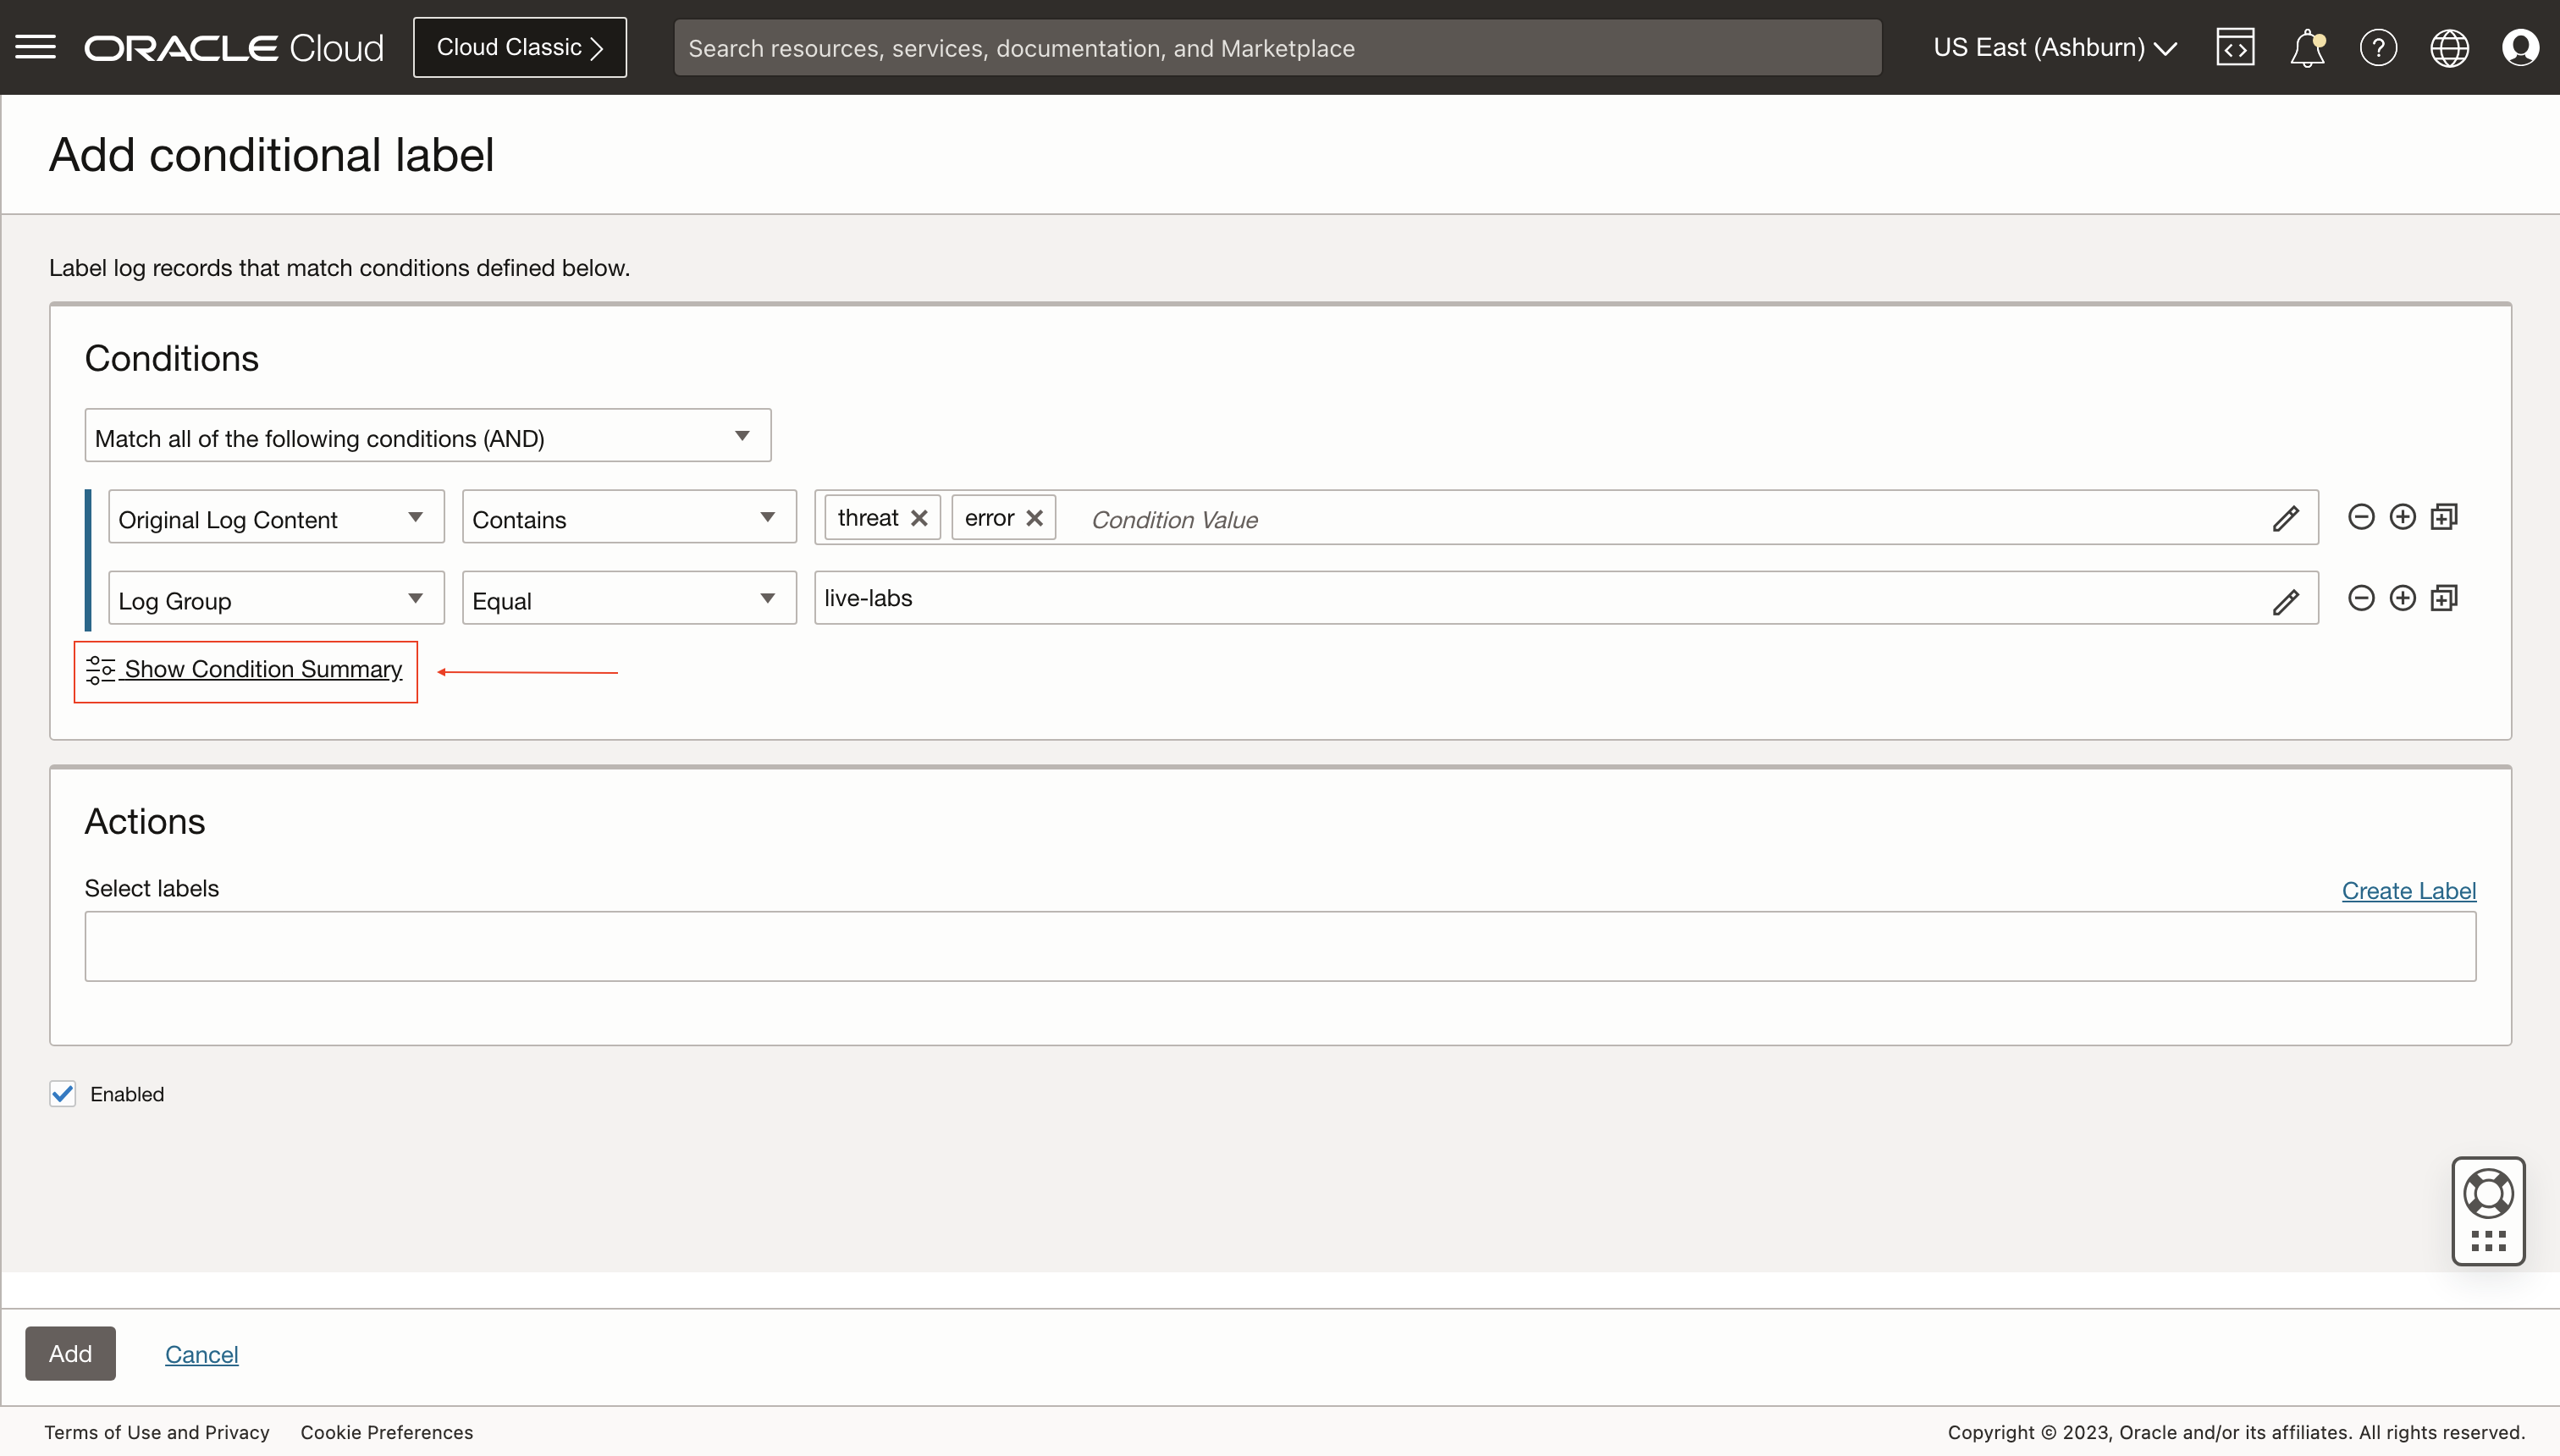 ORACLE Cloud
Cloud Classic
Search resources, services, documentation, and Marketplace
US East (Ashburn)
Add conditional label
Label log records that match conditions defined below.
Conditions
Match all of the following conditions (AND)
Original Log Content Contains threat error Condition Value
Log Group Equal live-labs
Show Condition Summary
Actions
Select labels Create Label
Enabled
Add Cancel
Terms of Use and Privacy Cookie Preferences Copyright © 2023, Oracle and/or its affiliates. All rights reserved.